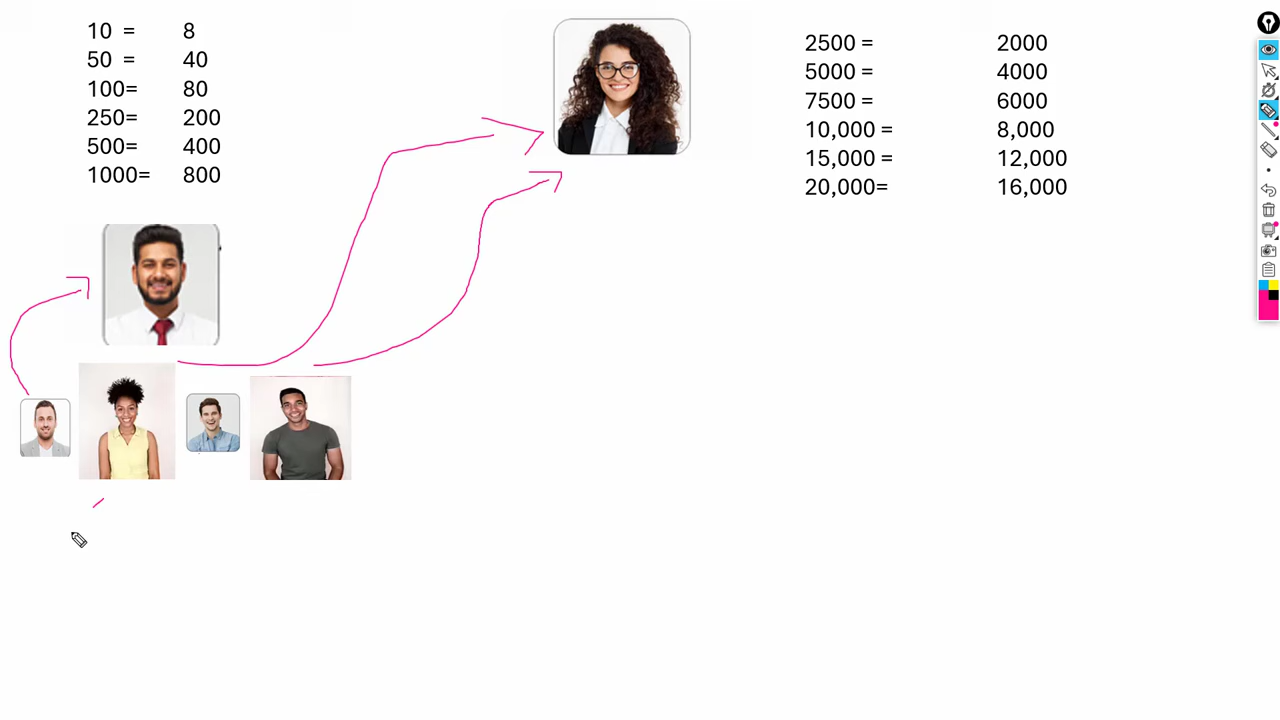 10 = 8
50 = 40
100= 80
250= 200
500= 400
1000= 800
2500 = 2000
5000 = 4000
7500 = 6000
10,000 = 8,000
15,000 = 12,000
20,000= 16,000